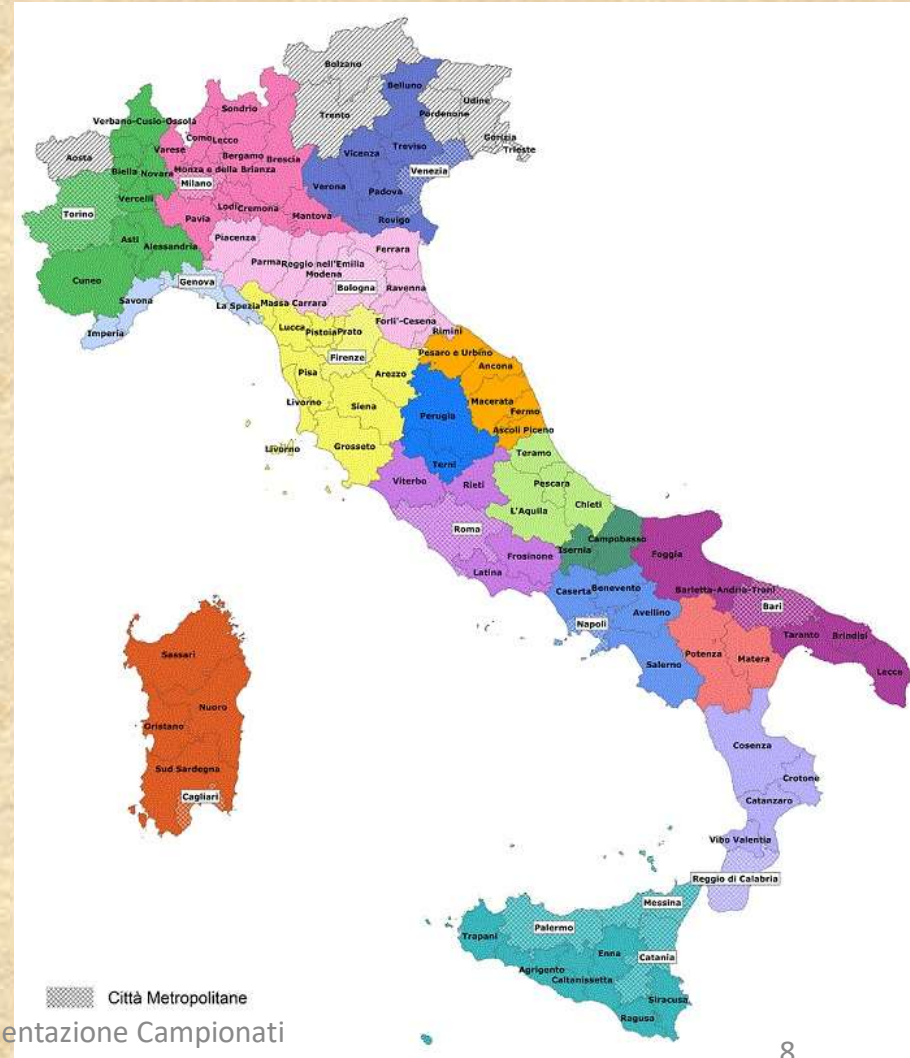 Bolzano
Belluno
Udine
Pordenone
Trento
Sondrio
Verbano-Cusio-Ossola
Gorizia
Trieste
Como
Lecco
Varese
Treviso
Vicenza
Aosta
Bergamo
Brescia
Biella
Novara
Monza e della Brianza
Venezia
Milano
Verona
Padova
Vercelli
Lodi
Cremona
Torino
Pavia
Mantova
Rovigo
Asti
Piacenza
Alessandria
Ferrara
Parma
Reggio nell'Emilia
Modena
Cuneo
Genova
Bologna
Ravenna
Savona
La Spezia
Massa Carrara
Forli'-Cesena
Imperia
Lucca
Pistoia
Prato
Rimini
Firenze
Pesaro e Urbino
Ancona
Pisa
Arezzo
Livorno
Siena
Macerata
Fermo
Perugia
Ascoli Piceno
Livorno
Grosseto
Teramo
Terni
Viterbo
Rieti
Pescara
L'Aquila
Chieti
Roma
Campobasso
Isernia
Foggia
Frosinone
Latina
Caserta
Benevento
Barletta-Andria-Trani
Bari
Avellino
Napoli
Taranto
Brindisi
Potenza
Matera
Salerno
Lecce
Sassari
Nuoro
Oristano
Sud Sardegna
Cagliari
Cosenza
Crotone
Catanzaro
Vibo Valentia
Reggio di Calabria
Messina
Palermo
Trapani
Enna
Catania
Agrigento
Caltanissetta
Siracusa
Ragusa
Città Metropolitane
entazione Campionati
8